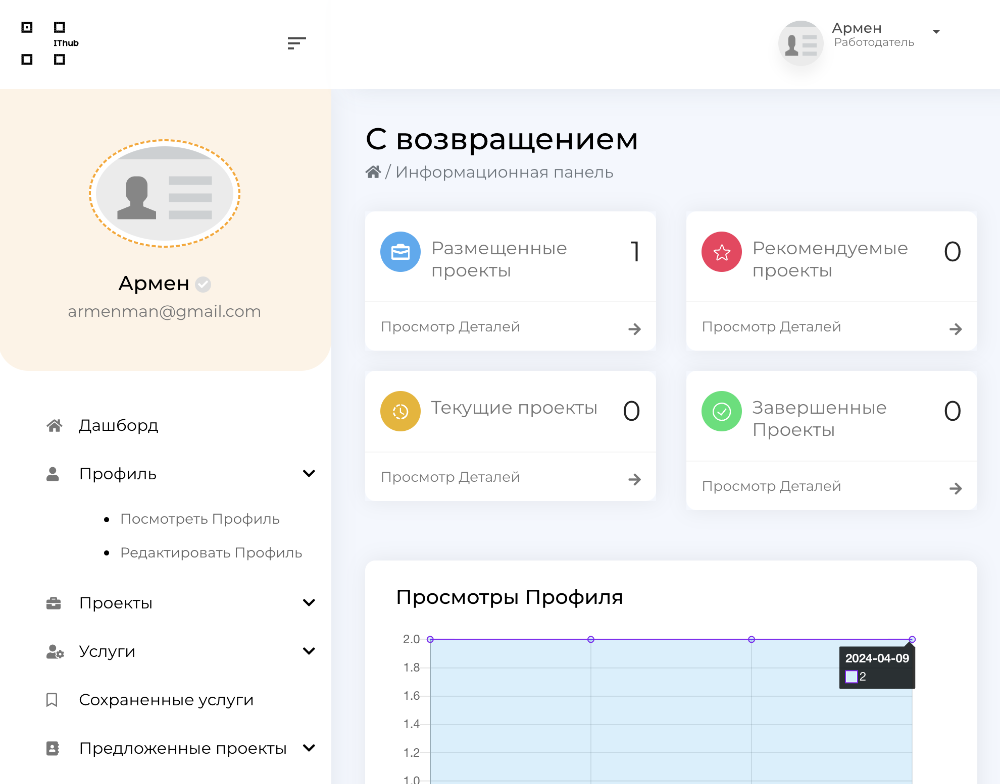 IThub
Армен
Работодатель
Армен
armenman@gmail.com
Дашборд
Профиль
Посмотреть Профиль
Редактировать Профиль
Проекты
Услуги
Сохраненные услуги
Предложенные проекты
С возвращением
/ Информационная панель
Размещенные
проекты
1
Просмотр Деталей
Рекомендуемые
проекты
0
Просмотр Деталей
Текущие проекты
0
Просмотр Деталей
Завершенные
Проекты
0
Просмотр Деталей
Просмотры Профиля
2.0
1.8
1.6
1.4
1.2
1.0
2024-04-09
2